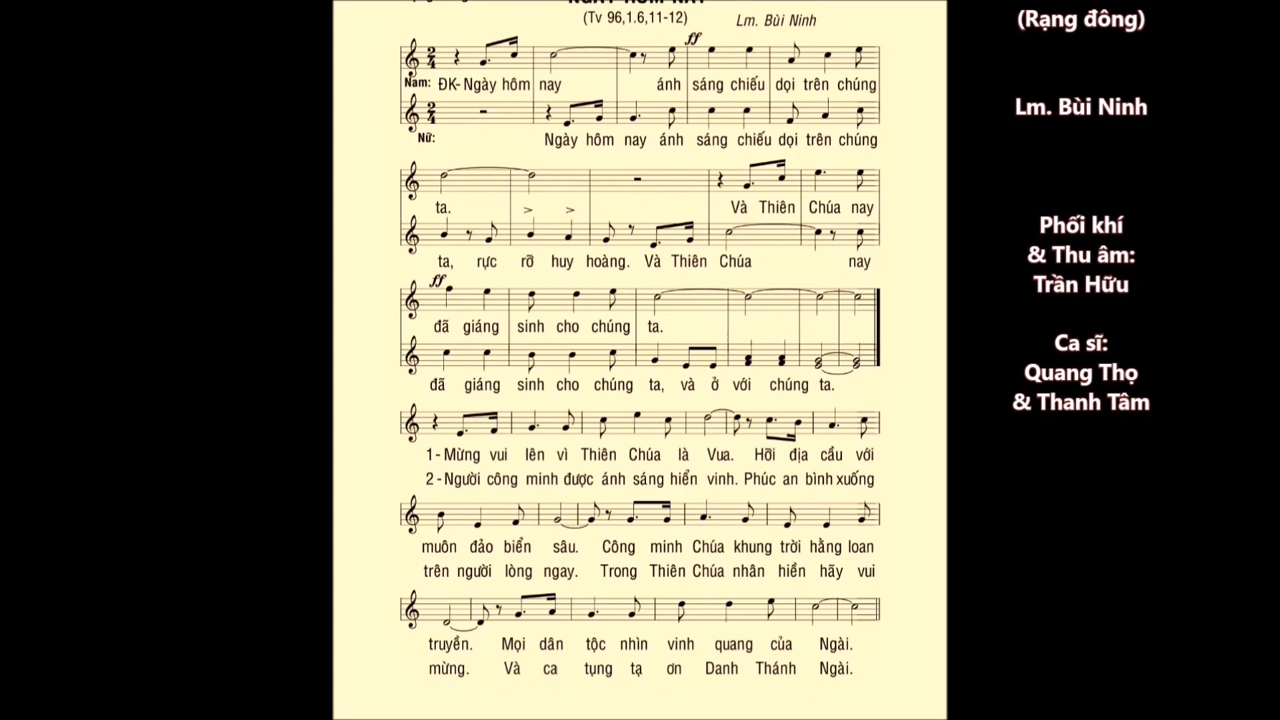 (Tv 96,1.6,11-12)
Lm. Bùi Ninh
ff
Nam: ĐK-Ngày hôm nay ánh sáng chiếu dọi trên chúng
Nữ: Ngày hôm nay ánh sáng chiếu dọi trên chúng
ta. Và Thiên Chúa nay
ta, rực rỡ huy hoàng. Và Thiên Chúa nay
ff
đã giáng sinh cho chúng ta.
đã giáng sinh cho chúng ta, và ở với chúng ta.
1-Mừng vui lên vì Thiên Chúa là Vua. Hỡi địa cầu với
2-Người công minh được ánh sáng hiển vinh. Phúc an bình xuống
muôn đảo biển sâu. Công minh Chúa khung trời hằng loan
trên người lòng ngay. Trong Thiên Chúa nhân hiền hãy vui
truyền. Mọi dân tộc nhìn vinh quang của Ngài.
mừng. Và ca tụng tạ ơn Danh Thánh Ngài.
(Rạng đông)
Lm. Bùi Ninh
Phối khí
& Thu âm:
Trần Hữu
Ca sĩ:
Quang Thọ
& Thanh Tâm